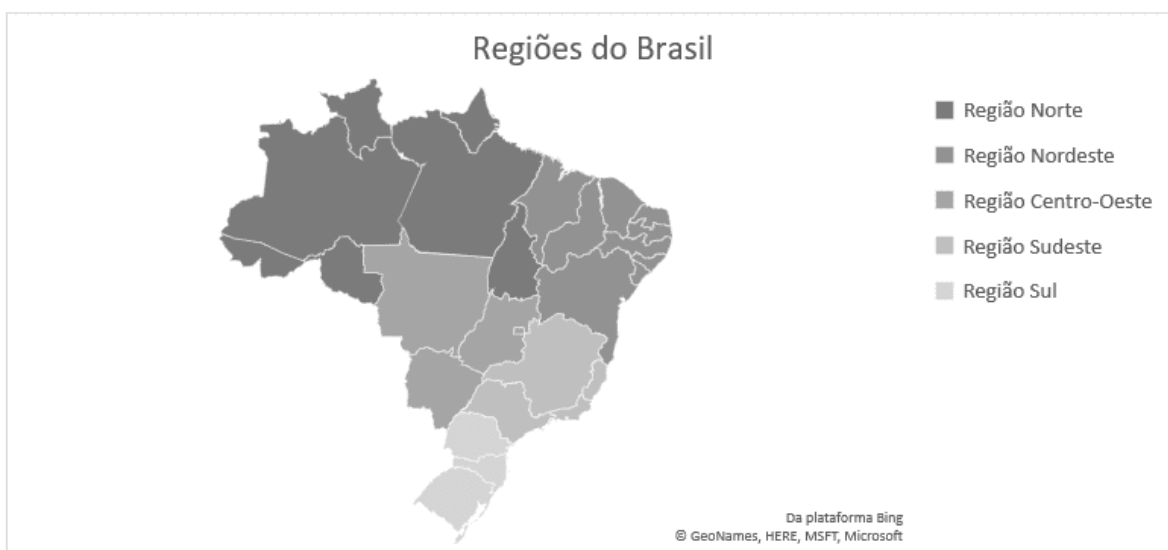 Regiões do Brasil
Região Norte
Região Nordeste
Região Centro-Oeste
Região Sudeste
Região Sul
Da plataforma Bing
© GeoNames, HERE, MSFT, Microsoft